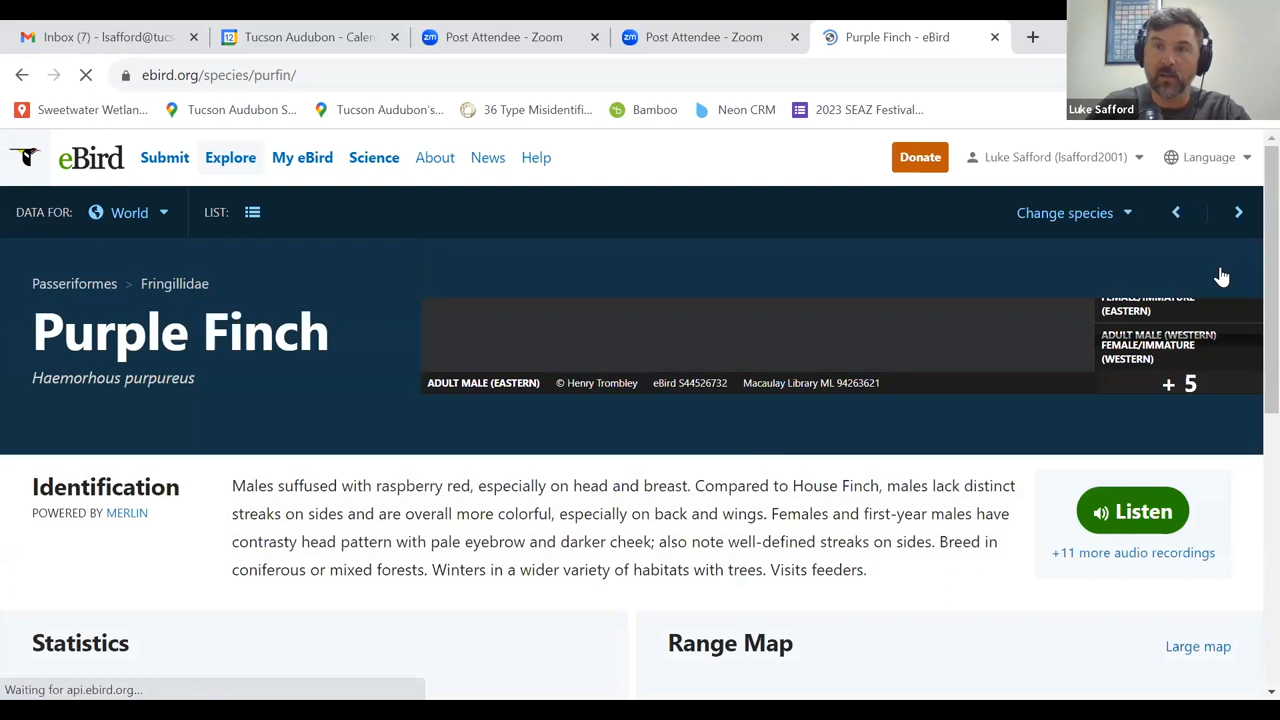 Inbox (7) - lsafford@tucs
Tucson Audubon - Calen
Post Attendee - Zoom
Post Attendee - Zoom
Purple Finch - eBird
ebird.org/species/purfin/
Luke Safford
Sweetwater Wetlan...
Tucson Audubon S...
Tucson Audubon's...
36 Type Misidentifi...
Bamboo
Neon CRM
2023 SEAZ Festival...
eBird
Submit
Explore
My eBird
Science
About
News
Help
Donate
Luke Safford (lsafford2001)
Language
DATA FOR:
World
LIST:
Change species
Passeriformes > Fringillidae
Purple Finch
Haemorhous purpureus
FEMALE/IMMATURE
(EASTERN)
ADULT MALE (WESTERN)
FEMALE/IMMATURE
(WESTERN)
+ 5
ADULT MALE (EASTERN) © Henry Trombley eBird S44526732 Macaulay Library ML 94263621
Identification
POWERED BY MERLIN
Males suffused with raspberry red, especially on head and breast. Compared to House Finch, males lack distinct
streaks on sides and are overall more colorful, especially on back and wings. Females and first-year males have
contrasty head pattern with pale eyebrow and darker cheek; also note well-defined streaks on sides. Breed in
coniferous or mixed forests. Winters in a wider variety of habitats with trees. Visits feeders.
Listen
+11 more audio recordings
Statistics
Range Map
Large map
Waiting for api.ebird.org...